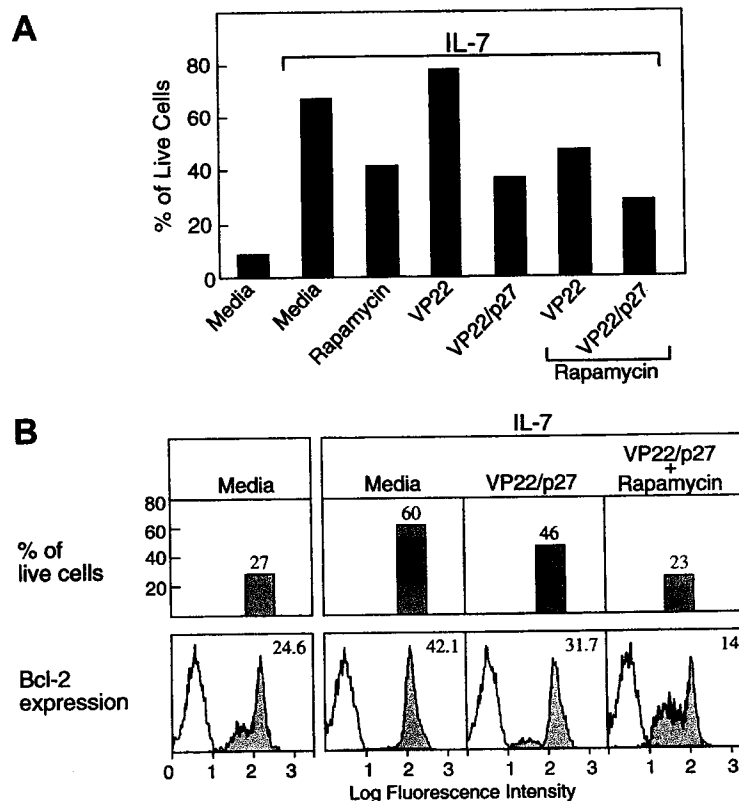 A
IL-7
% of Live Cells
80
60
40
20
0
Media
Media
Rapamycin
VP22
VP22/p27
VP22
VP22/p27
Rapamycin
B
IL-7
Media
Media
VP22/p27
VP22/p27
+
Rapamycin
% of
live cells
80
60
40
20
27
60
46
23
Bcl-2
expression
24.6
42.1
31.7
14
0 1 2 3
1 2 3
1 2 3
1 2 3
Log Fluorescence Intensity